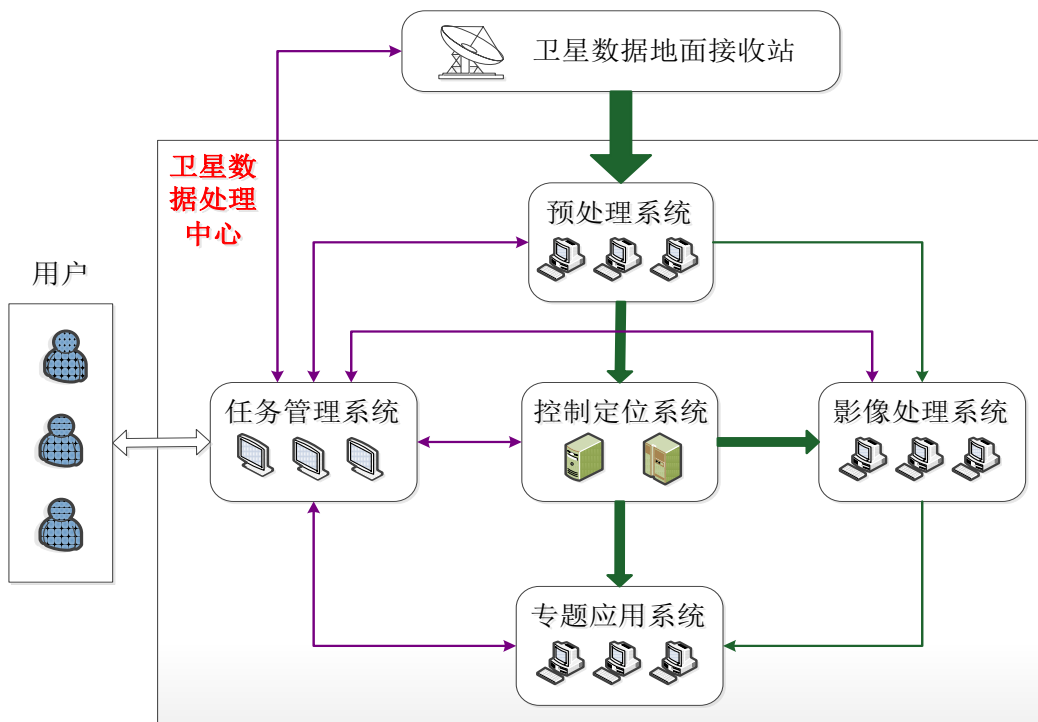 卫星数据地面接收站
卫星数
据处理
中心
预处理系统
用户
任务管理系统
控制定位系统
影像处理系统
专题应用系统